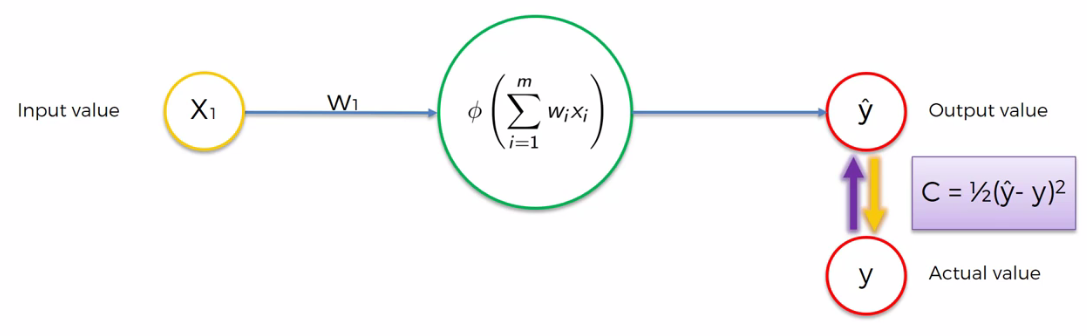 Input value
X₁
W₁
ϕ(∑ᵢ₌₁ᵐ wᵢxᵢ)
ŷ
Output value
C = ½(ŷ- y)²
y
Actual value